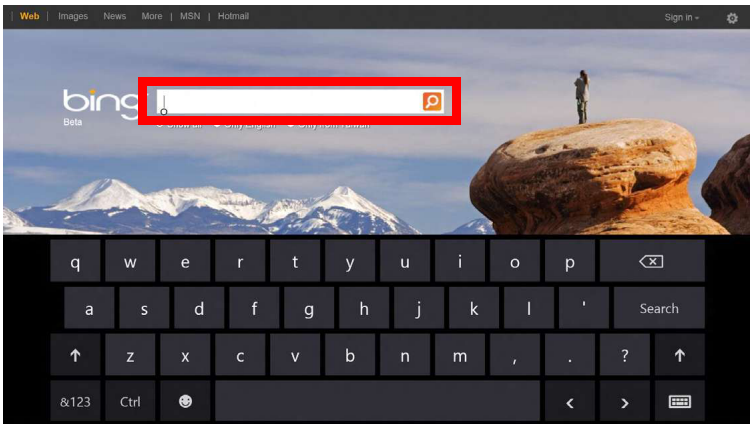 Web | Images News More | MSN | Hotmail Sign in
bing
Beta
q w e r t y u i o p
a s d f g h j k l ' Search
z x c v b n m , . ?
&123 Ctrl